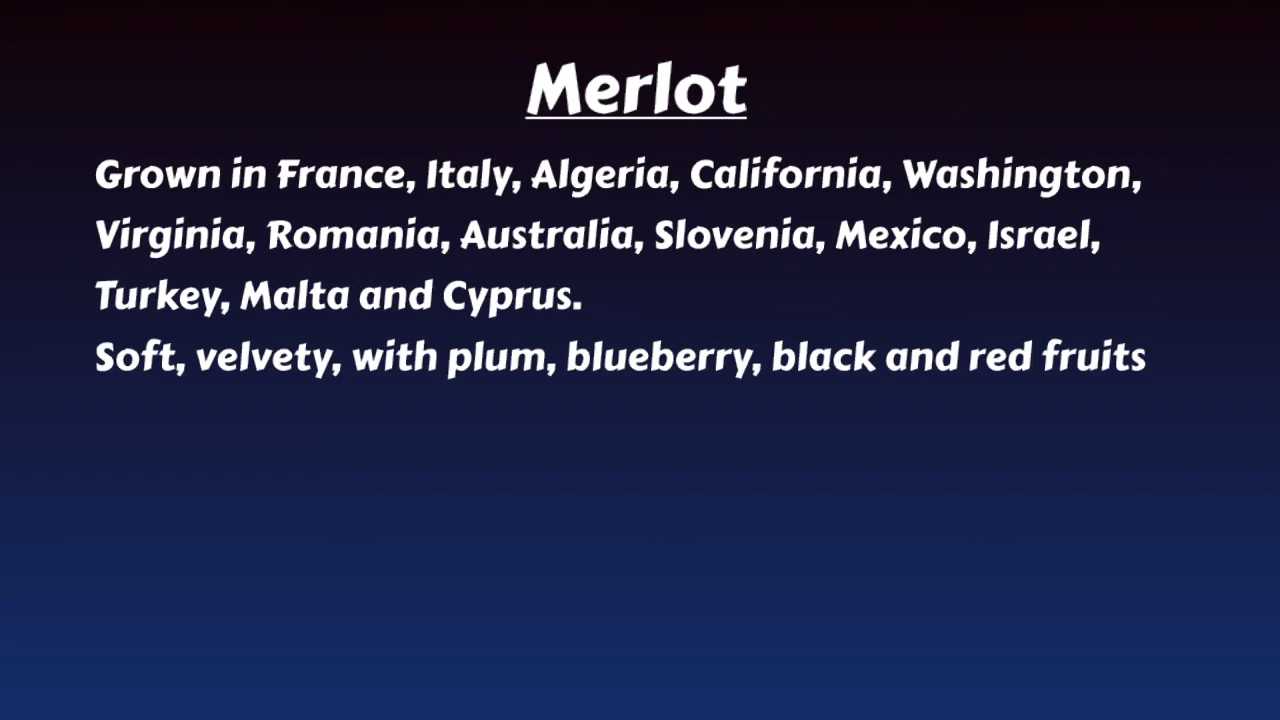 Merlot
Grown in France, Italy, Algeria, California, Washington,
Virginia, Romania, Australia, Slovenia, Mexico, Israel,
Turkey, Malta and Cyprus.
Soft, velvety, with plum, blueberry, black and red fruits